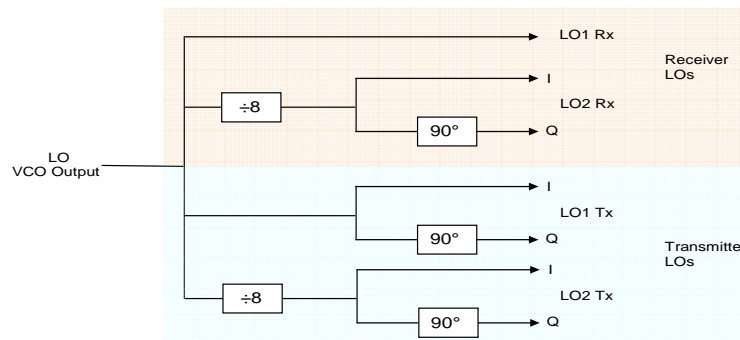 LO1 Rx
Receiver
LOs
I
÷8
LO2 Rx
90°
Q
LO
VCO Output
I
LO1 Tx
90°
Q
Transmitte
LOs
I
÷8
LO2 Tx
90°
Q